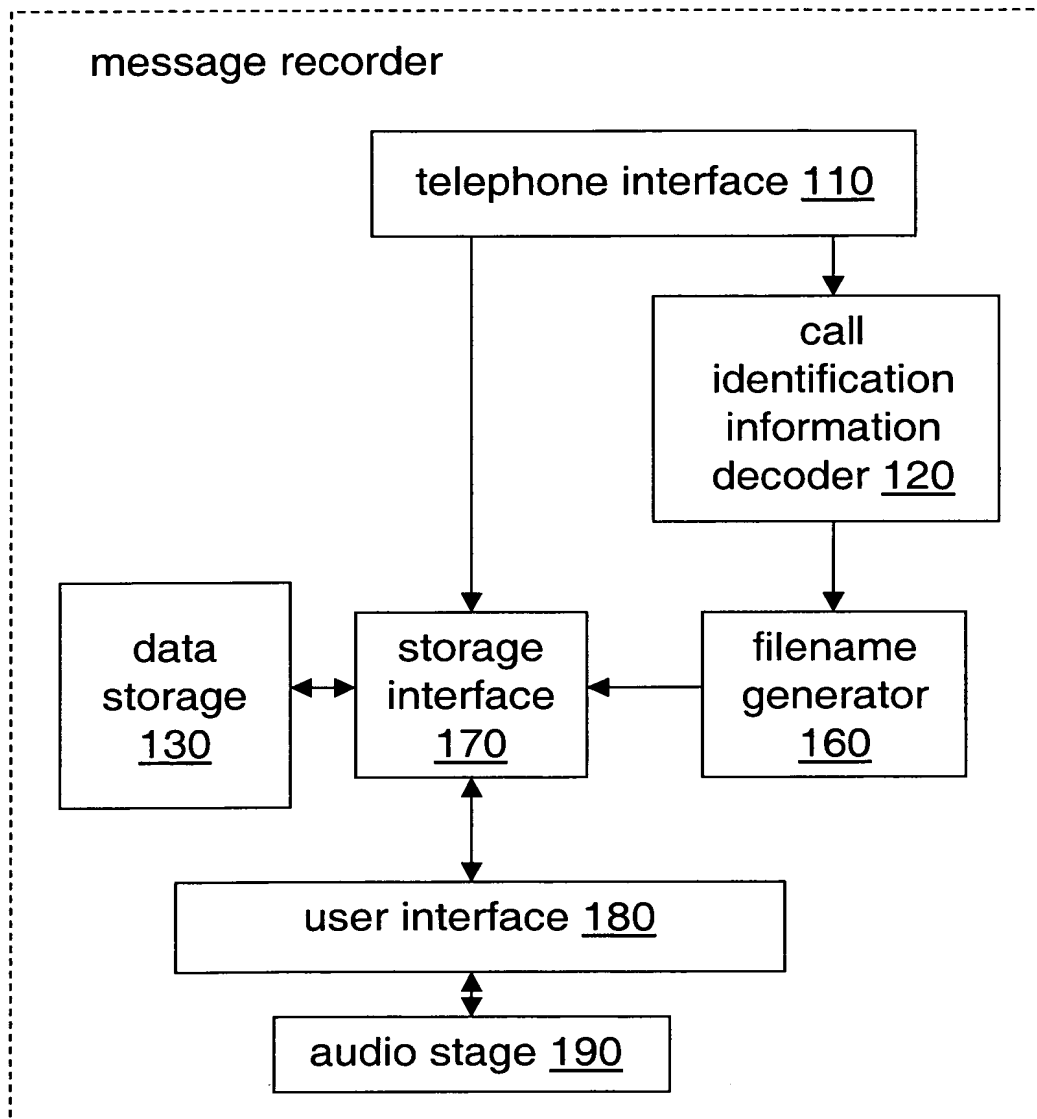 message recorder
telephone interface 110
call
identification
information
decoder 120
data
storage
130
storage
interface
170
filename
generator
160
user interface 180
audio stage 190